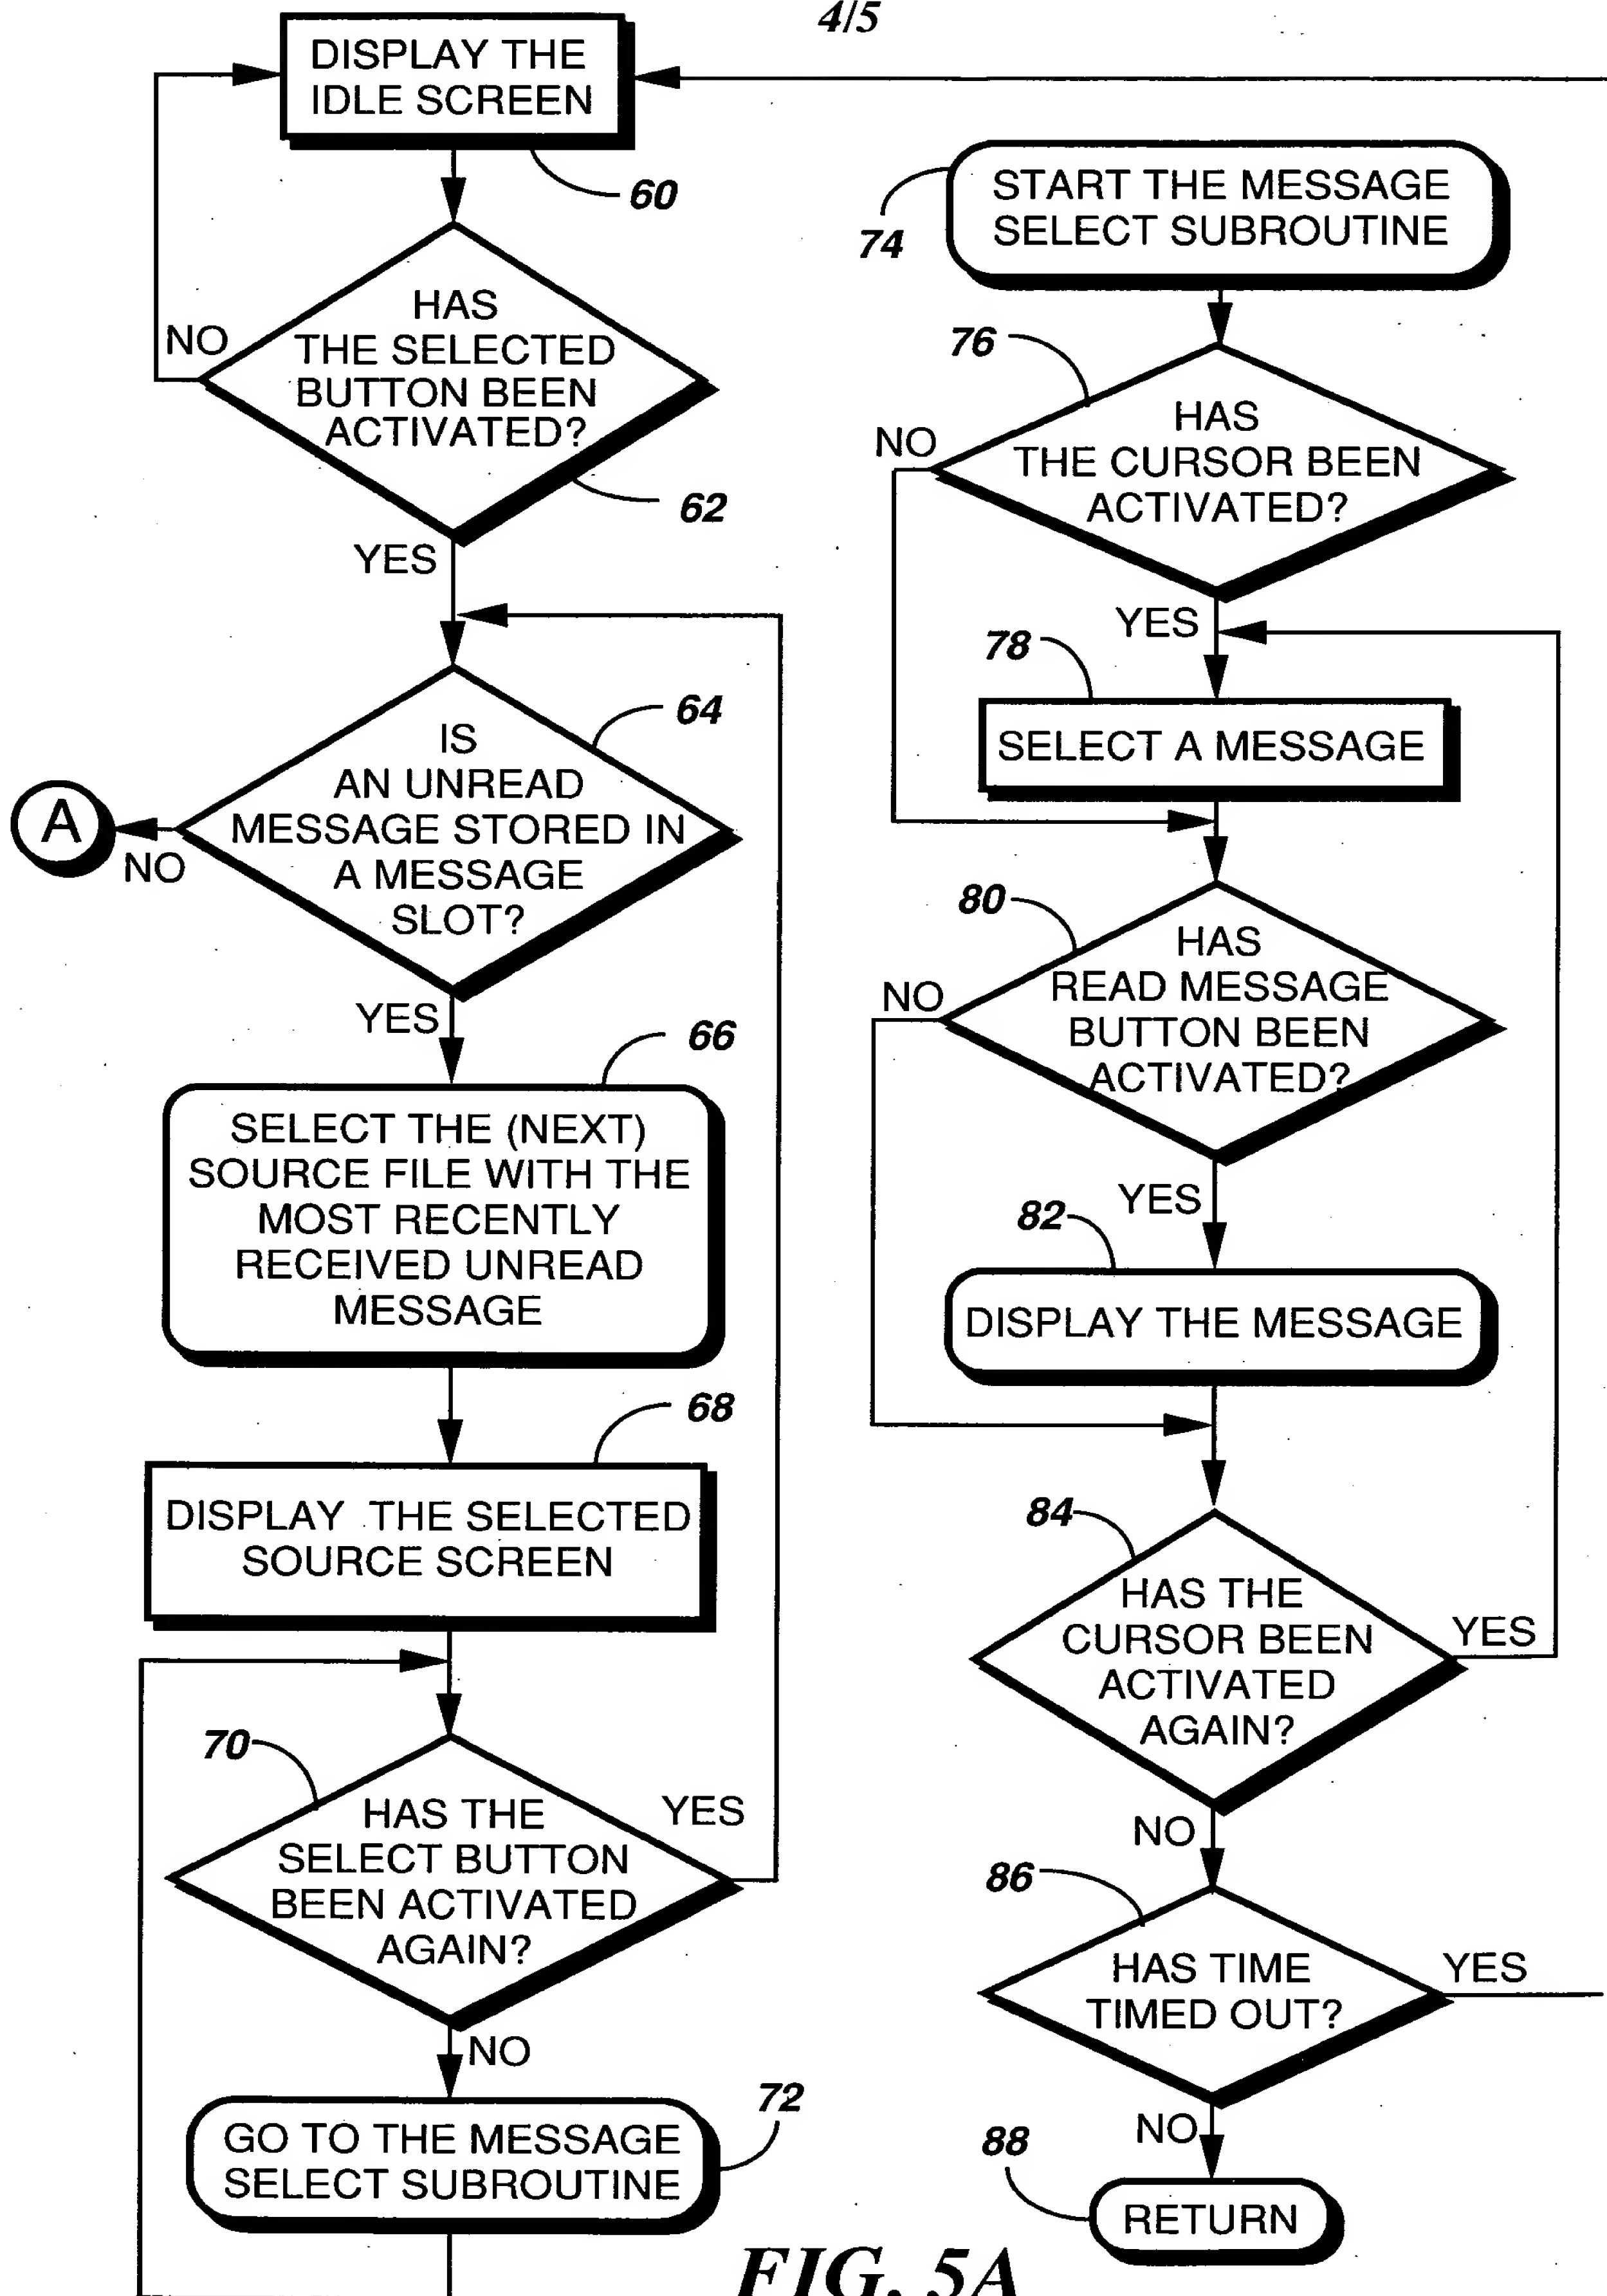 4/5
DISPLAY THE
IDLE SCREEN
60
HAS
THE SELECTED
BUTTON BEEN
ACTIVATED?
NO
62
YES
64
IS
AN UNREAD
MESSAGE STORED IN
A MESSAGE
SLOT?
A
NO
YES
66
SELECT THE (NEXT)
SOURCE FILE WITH THE
MOST RECENTLY
RECEIVED UNREAD
MESSAGE
68
DISPLAY THE SELECTED
SOURCE SCREEN
70
HAS THE
SELECT BUTTON
BEEN ACTIVATED
AGAIN?
YES
NO
72
GO TO THE MESSAGE
SELECT SUBROUTINE
74
START THE MESSAGE
SELECT SUBROUTINE
76
HAS
THE CURSOR BEEN
ACTIVATED?
NO
YES
78
SELECT A MESSAGE
80
HAS
READ MESSAGE
BUTTON BEEN
ACTIVATED?
NO
YES
82
DISPLAY THE MESSAGE
84
HAS THE
CURSOR BEEN
ACTIVATED
AGAIN?
YES
NO
86
HAS TIME
TIMED OUT?
YES
NO
88
RETURN
FIG. 5A